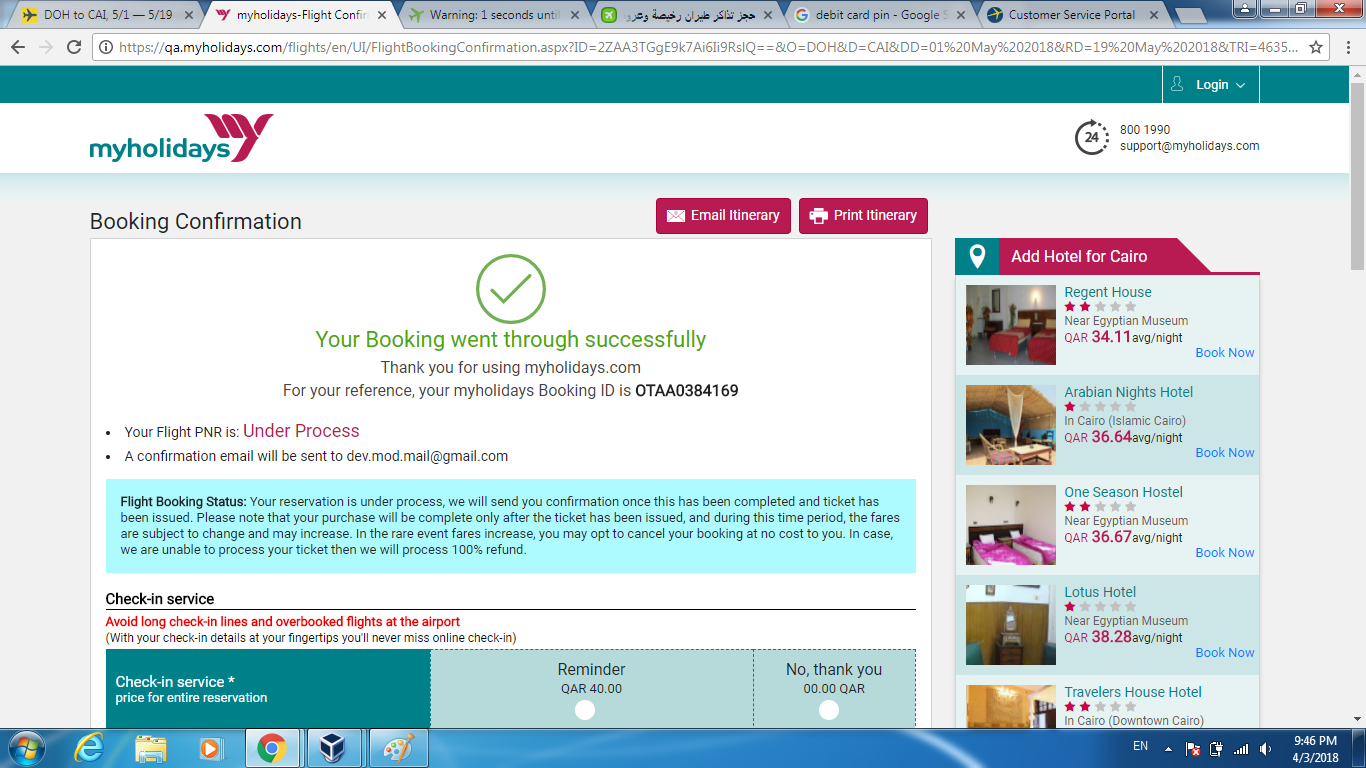 DOH to CAI, 5/1 — 5/19
myholidays-Flight Confir
Warning: 1 seconds until
حجز تذاكر طيران رخيصة وعرو
debit card pin - Google S
Customer Service Portal
https://qa.myholidays.com/flights/en/UI/FlightBookingConfirmation.aspx?ID=2ZAA3TGgE9k7Ai6Ii9RsIQ==&O=DOH&D=CAI&DD=01%20May%202018&RD=19%20May%202018&TRI=4635...
Login
myholidays
24
800 1990
support@myholidays.com
Booking Confirmation
Email Itinerary
Print Itinerary
Your Booking went through successfully
Thank you for using myholidays.com
For your reference, your myholidays Booking ID is OTAA0384169
• Your Flight PNR is: Under Process
• A confirmation email will be sent to dev.mod.mail@gmail.com
Flight Booking Status: Your reservation is under process, we will send you confirmation once this has been completed and ticket has
been issued. Please note that your purchase will be complete only after the ticket has been issued, and during this time period, the fares
are subject to change and may increase. In the rare event fares increase, you may opt to cancel your booking at no cost to you. In case,
we are unable to process your ticket then we will process 100% refund.
Check-in service
Avoid long check-in lines and overbooked flights at the airport
(With your check-in details at your fingertips you'll never miss online check-in)
Check-in service *
price for entire reservation
Reminder
QAR 40.00
No, thank you
00.00 QAR
Add Hotel for Cairo
Regent House
Near Egyptian Museum
QAR 34.11avg/night
Book Now
Arabian Nights Hotel
In Cairo (Islamic Cairo)
QAR 36.64avg/night
Book Now
One Season Hostel
Near Egyptian Museum
QAR 36.67avg/night
Book Now
Lotus Hotel
Near Egyptian Museum
QAR 38.28avg/night
Book Now
Travelers House Hotel
In Cairo (Downtown Cairo)
EN
9:46 PM
4/3/2018